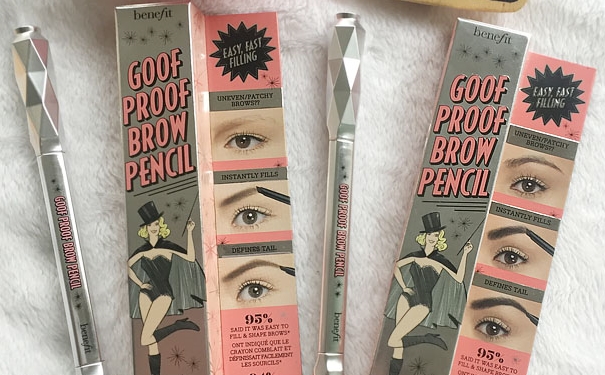 GOOF PROOF BROW PENCIL
benefit
benefit
GOOF
PROOF
BROW
PENCIL
EASY, FAST
FILLING
UNEVEN/PATCHY
BROWS??
INSTANTLY FILLS
DEFINES TAIL
95%
SAID IT WAS EASY TO
FILL & SHAPE BROWS*
ONT INDIQUÉ QUE LE
CRAYON COMBLAIT ET
DÉFINISSAIT FACILEMENT
LES SOURCILS*
GOOF PROOF BROW PENCIL
benefit
benefit
GOOF
PROOF
BROW
PENCIL
EASY, FAST
FILLING
UNEVEN/PATCHY
BROWS??
INSTANTLY FILLS
DEFINES TAIL
95%
SAID IT WAS EASY TO
FILL & SHAPE BROWS*